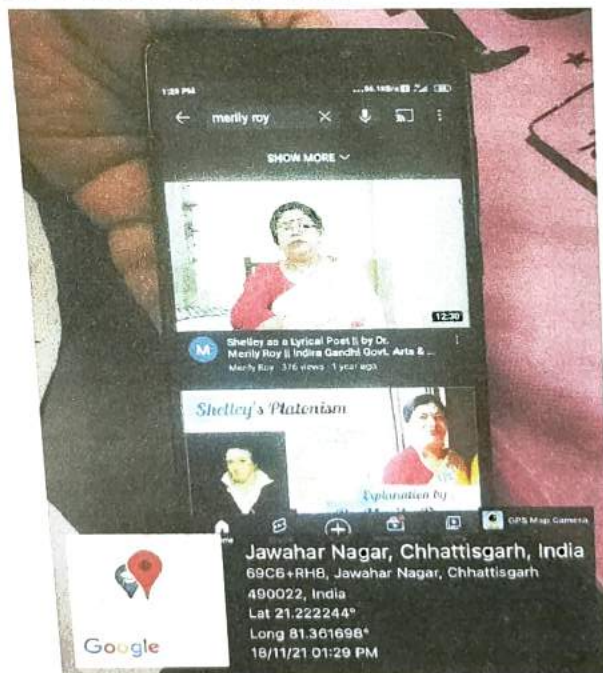 1:29 PM
merily roy
SHOW MORE
12:30
M
Shelley as a Lyrical Poet || by Dr.
Merily Roy || Indira Gandhi Govt. Arts & ...
Merily Roy · 376 views · 1 year ago
Shelley's Platonism
Explanation by
GPS Map Camera
Jawahar Nagar, Chhattisgarh, India
69C6+RH8, Jawahar Nagar, Chhattisgarh
490022, India
Lat 21.222244°
Long 81.361698°
18/11/21 01:29 PM
Google